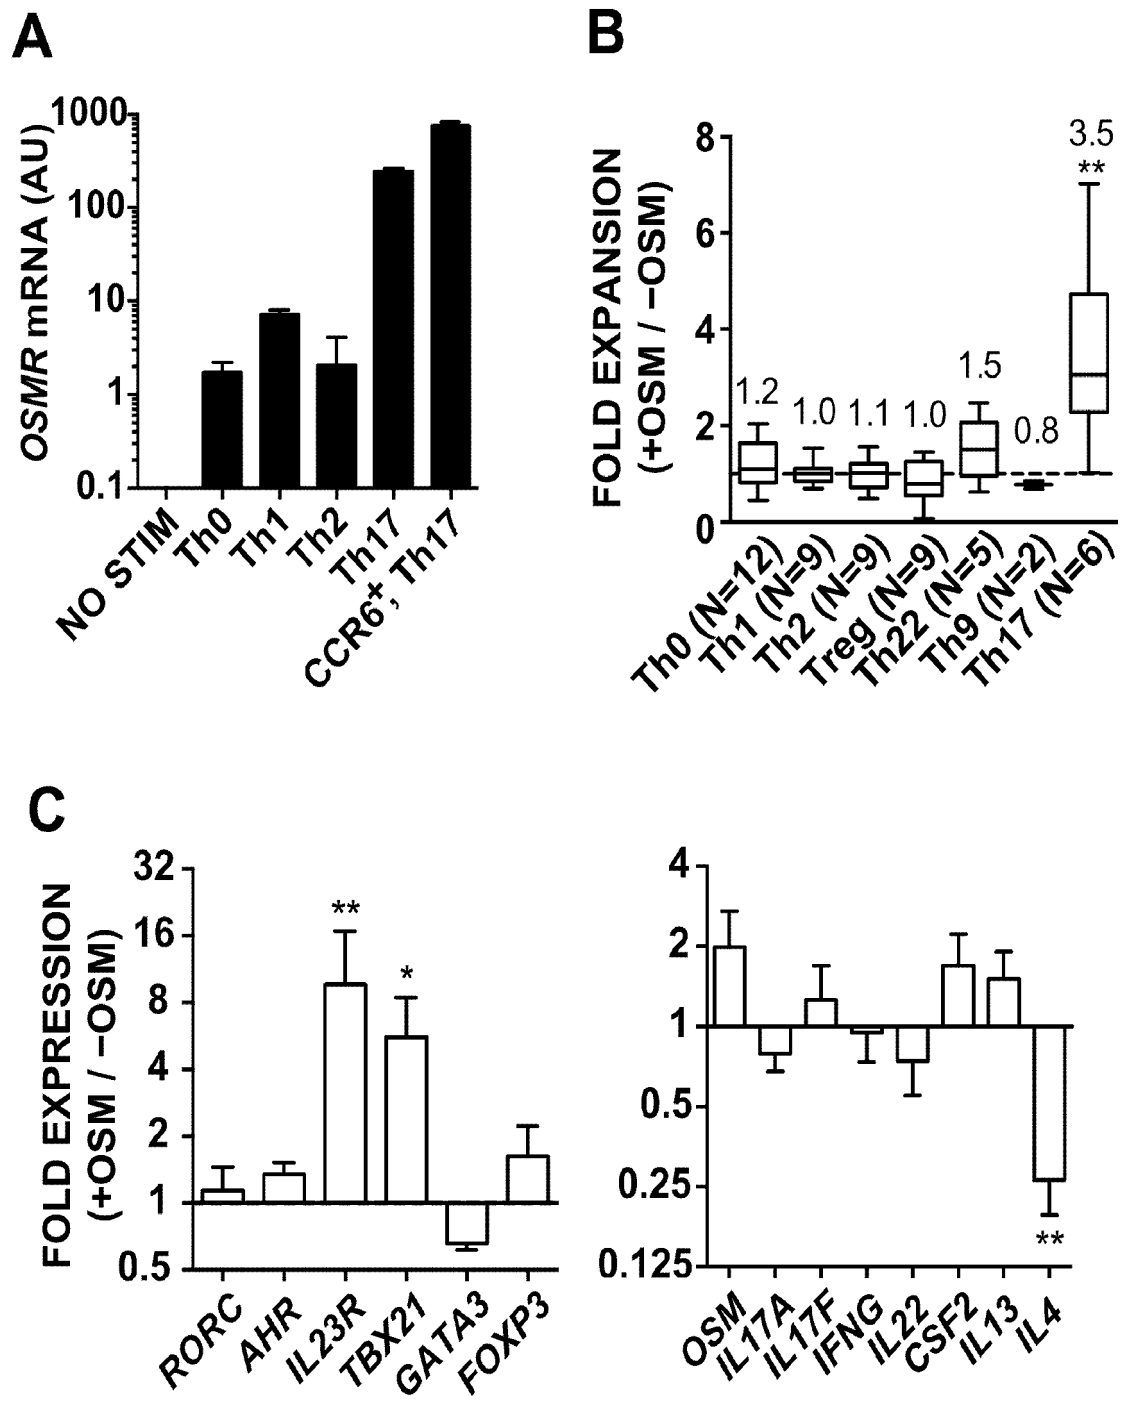 A
OSMR mRNA (AU)
1000
100
10
1
0.1
NO STIM
Th0
Th1
Th2
Th17
CCR6+, Th17
B
FOLD EXPANSION
(+OSM / −OSM)
8
6
4
2
0
1.2
1.0
1.1
1.0
1.5
0.8
3.5
**
Th0 (N=12)
Th1 (N=9)
Th2 (N=9)
Treg (N=9)
Th22 (N=5)
Th9 (N=2)
Th17 (N=6)
C
FOLD EXPRESSION
(+OSM / −OSM)
32
16
8
4
2
1
0.5
**
*
RORC
AHR
IL23R
TBX21
GATA3
FOXP3
4
2
1
0.5
0.25
0.125
**
OSM
IL17A
IL17F
IFNG
IL22
CSF2
IL13
IL4